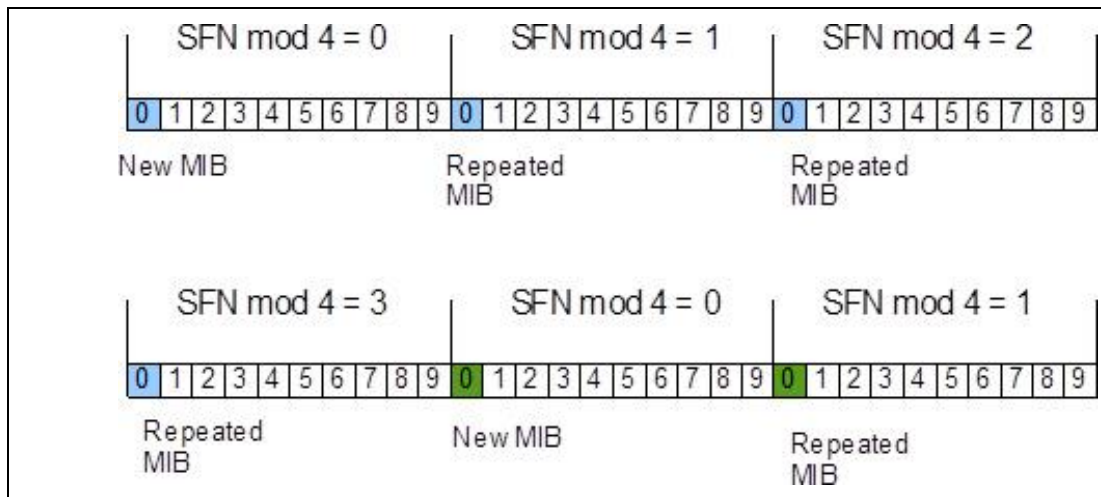 SFN mod 4 = 0 SFN mod 4 = 1 SFN mod 4 = 2
0 1 2 3 4 5 6 7 8 9 0 1 2 3 4 5 6 7 8 9 0 1 2 3 4 5 6 7 8 9
New MIB Repeated Repeated
MIB MIB
SFN mod 4 = 3 SFN mod 4 = 0 SFN mod 4 = 1
0 1 2 3 4 5 6 7 8 9 0 1 2 3 4 5 6 7 8 9 0 1 2 3 4 5 6 7 8 9
Repeated New MIB Repeated
MIB MIB